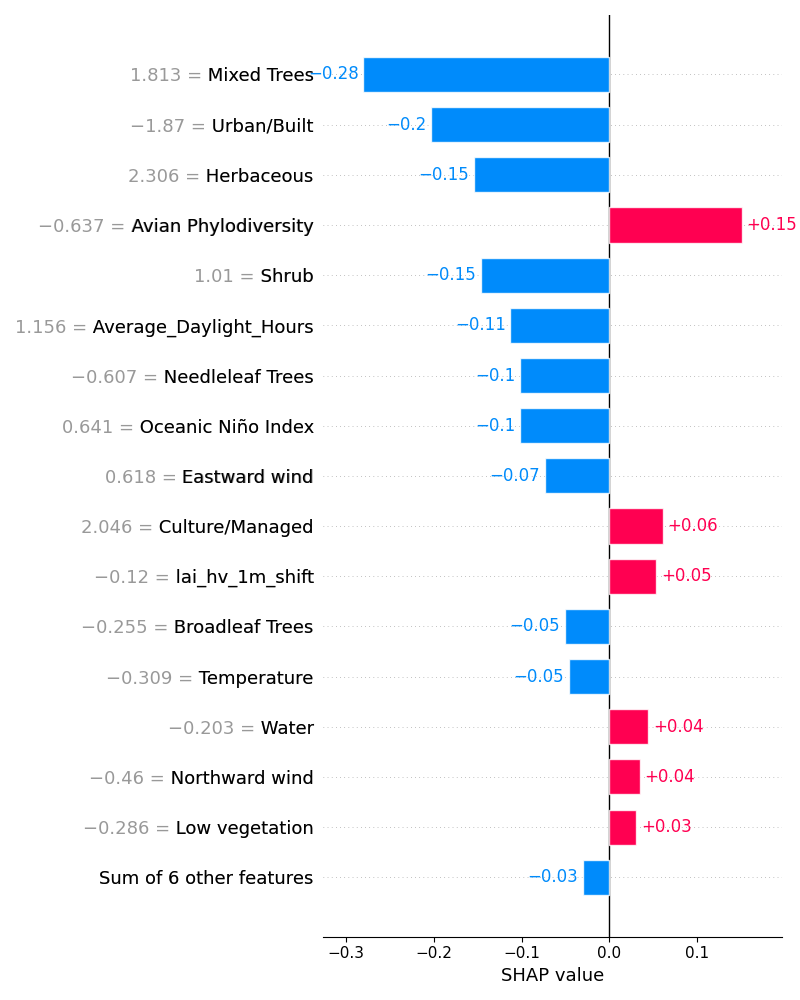 1.813 = Mixed Trees −0.28
−1.87 = Urban/Built −0.2
2.306 = Herbaceous −0.15
−0.637 = Avian Phylodiversity +0.15
1.01 = Shrub −0.15
1.156 = Average_Daylight_Hours −0.11
−0.607 = Needleleaf Trees −0.1
0.641 = Oceanic Niño Index −0.1
0.618 = Eastward wind −0.07
2.046 = Culture/Managed +0.06
−0.12 = lai_hv_1m_shift +0.05
−0.255 = Broadleaf Trees −0.05
−0.309 = Temperature −0.05
−0.203 = Water +0.04
−0.46 = Northward wind +0.04
−0.286 = Low vegetation +0.03
Sum of 6 other features −0.03
−0.3 −0.2 −0.1 0.0 0.1
SHAP value